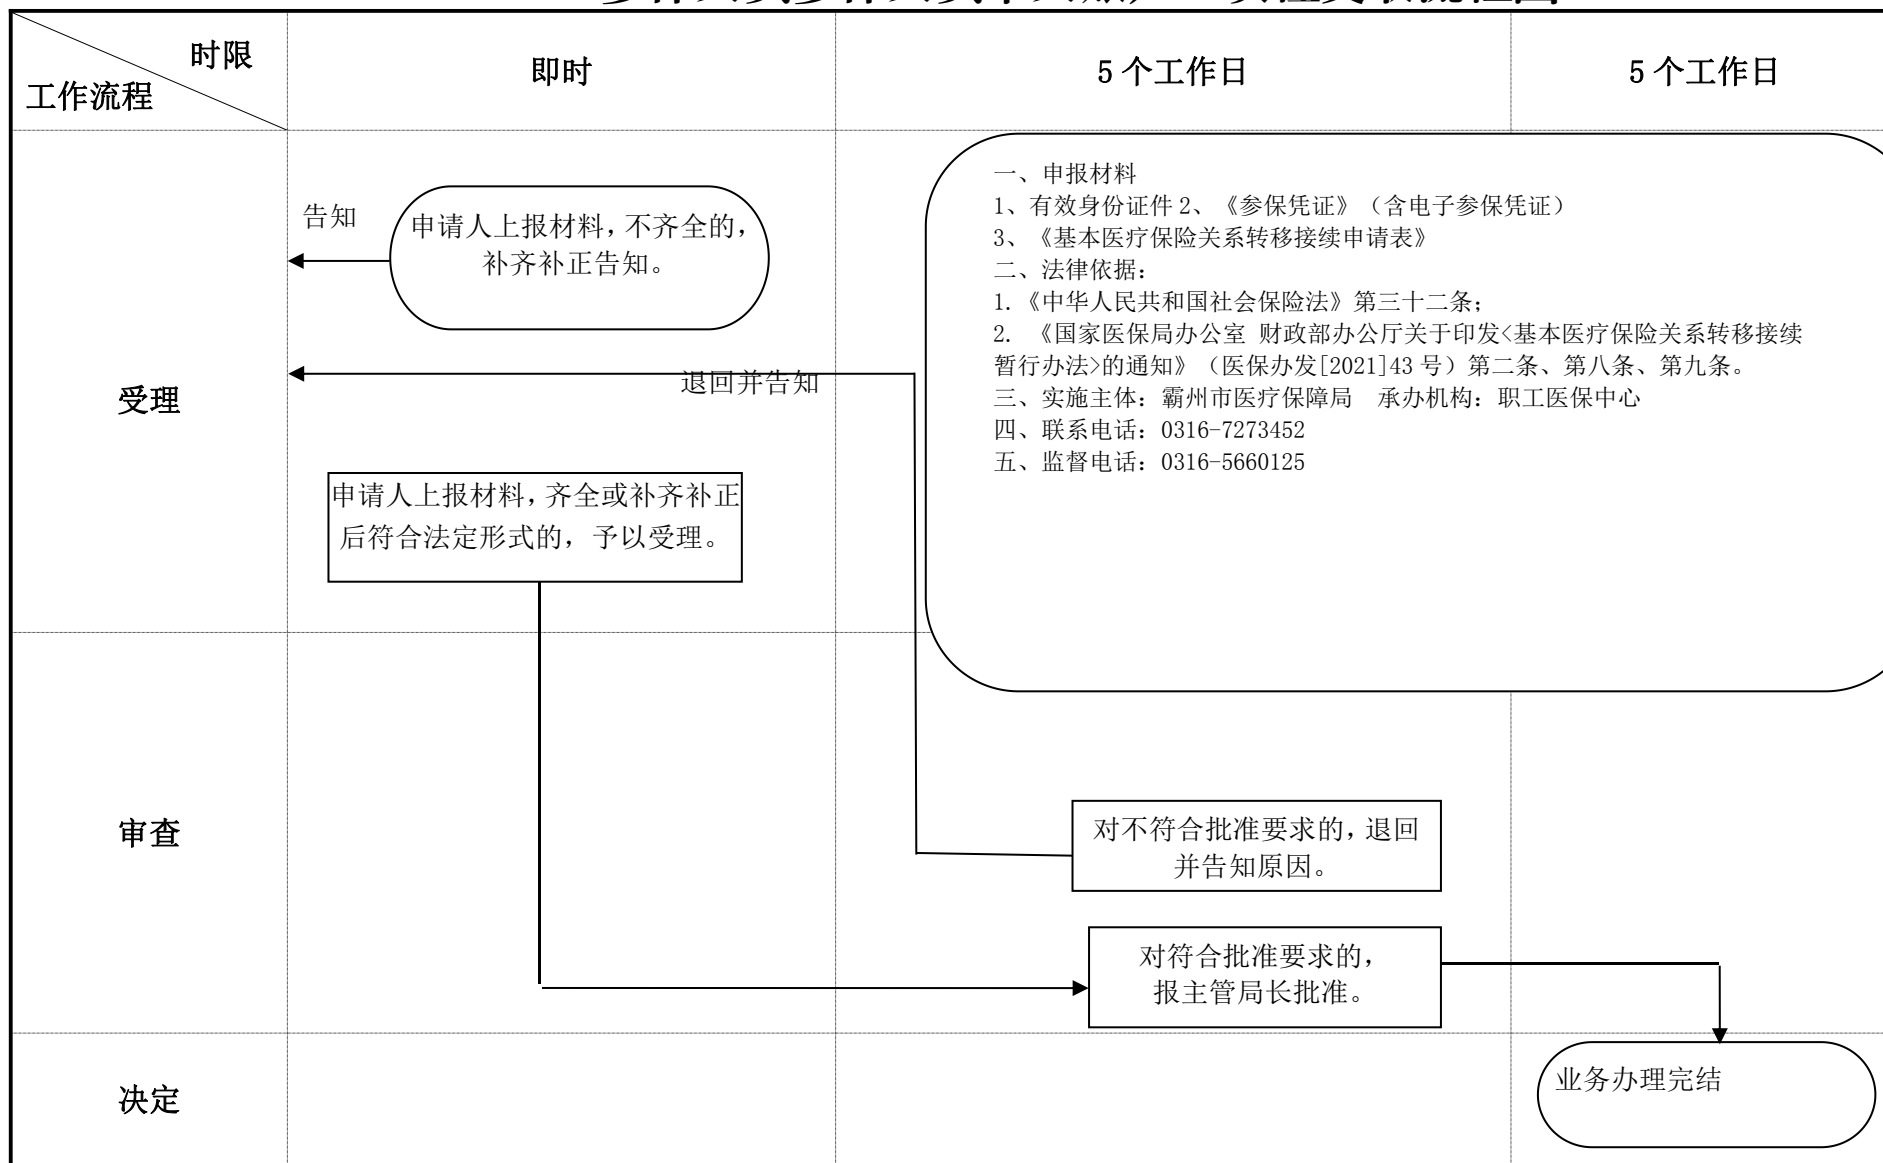 时限
工作流程
即时
5个工作日
5个工作日
告知
申请人上报材料，不齐全的，
补齐补正告知。
一、申报材料
1、有效身份证件 2、《参保凭证》（含电子参保凭证）
3、《基本医疗保险关系转移接续申请表》
二、法律依据：
1.《中华人民共和国社会保险法》第三十二条；
2. 《国家医保局办公室 财政部办公厅关于印发<基本医疗保险关系转移接续
暂行办法>的通知》（医保办发[2021]43 号）第二条、第八条、第九条。
三、实施主体：霸州市医疗保障局　承办机构：职工医保中心
四、联系电话：0316-7273452
五、监督电话：0316-5660125
退回并告知
受理
申请人上报材料，齐全或补齐补正
后符合法定形式的，予以受理。
审查
对不符合批准要求的，退回
并告知原因。
对符合批准要求的，
报主管局长批准。
决定
业务办理完结